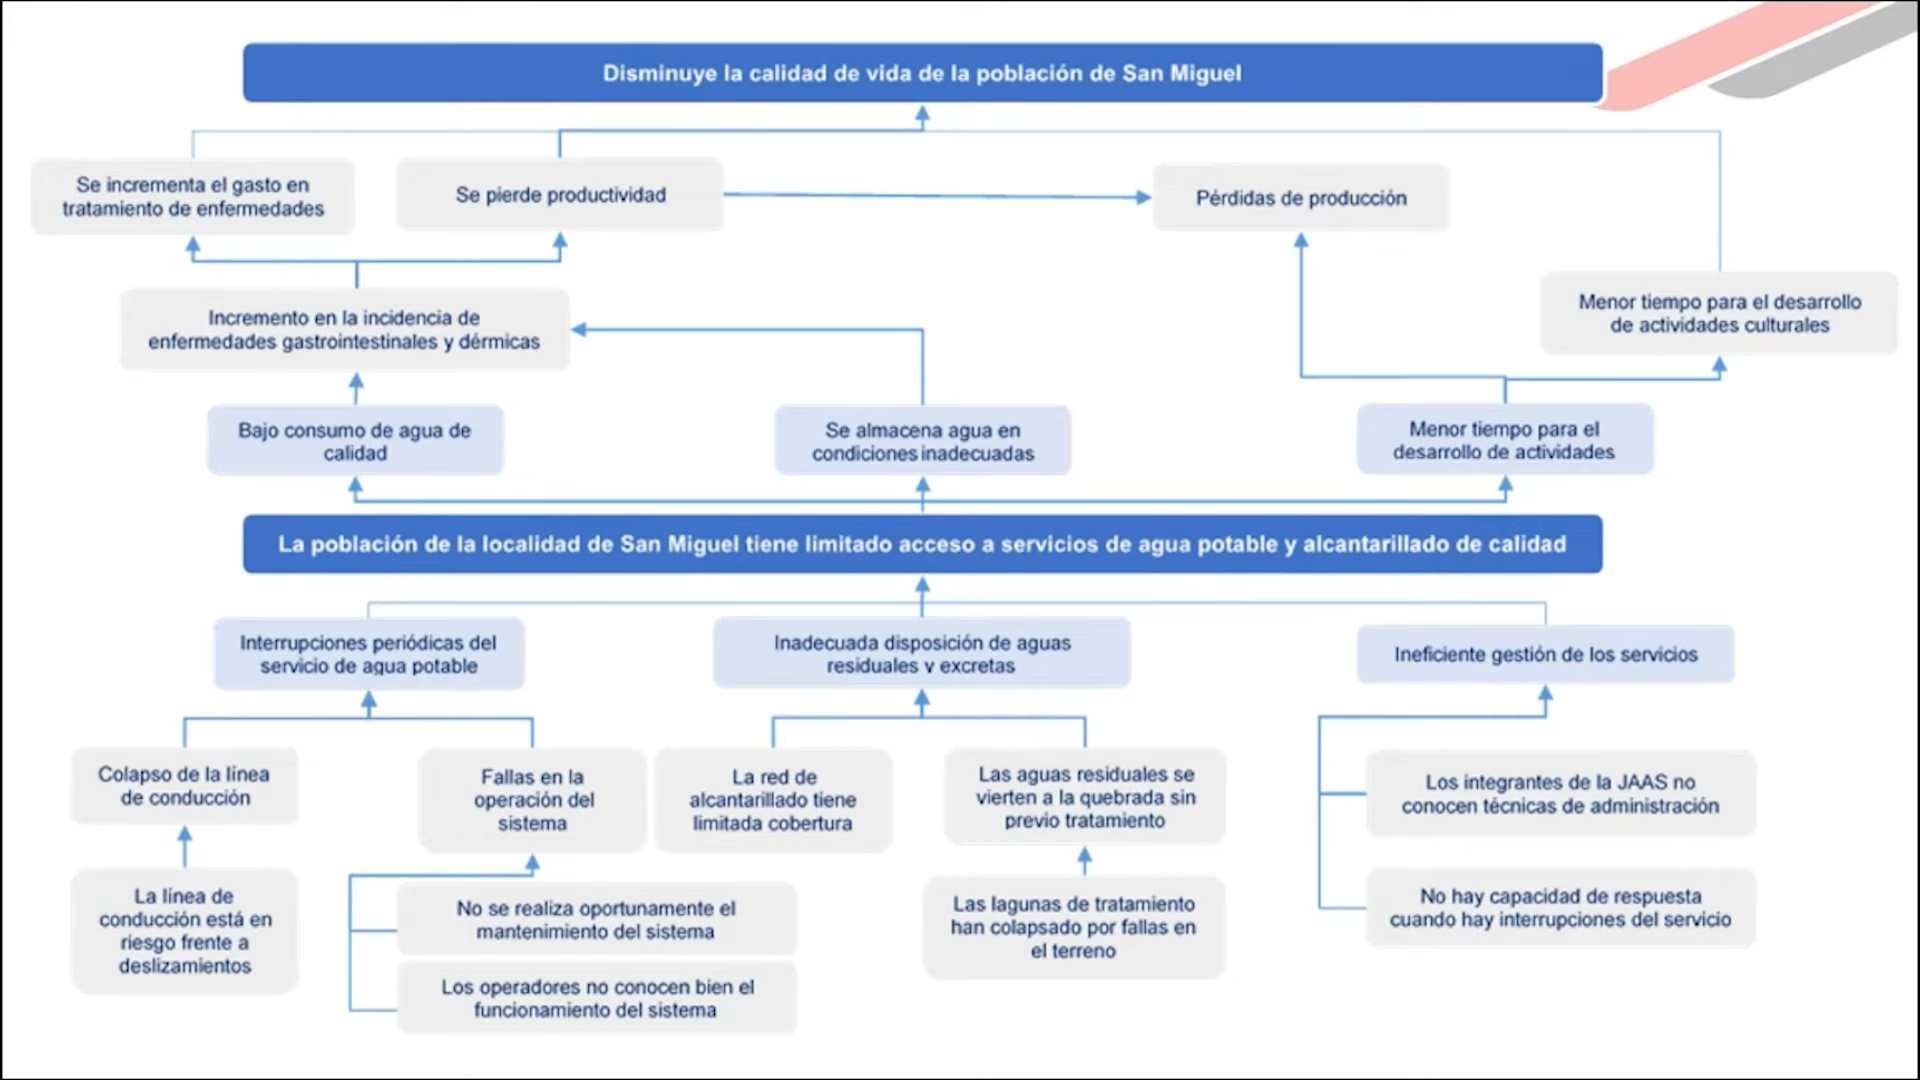 Disminuye la calidad de vida de la población de San Miguel
Se incrementa el gasto en
tratamiento de enfermedades
Se pierde productividad
Pérdidas de producción
Menor tiempo para el desarrollo
de actividades culturales
Incremento en la incidencia de
enfermedades gastrointestinales y dérmicas
Bajo consumo de agua de
calidad
Se almacena agua en
condiciones inadecuadas
Menor tiempo para el
desarrollo de actividades
La población de la localidad de San Miguel tiene limitado acceso a servicios de agua potable y alcantarillado de calidad
Interrupciones periódicas del
servicio de agua potable
Inadecuada disposición de aguas
residuales y excretas
Ineficiente gestión de los servicios
Colapso de la línea
de conducción
Fallas en la
operación del
sistema
La red de
alcantarillado tiene
limitada cobertura
Las aguas residuales se
vierten a la quebrada sin
previo tratamiento
Los integrantes de la JAAS no
conocen técnicas de administración
La línea de
conducción está en
riesgo frente a
deslizamientos
No se realiza oportunamente el
mantenimiento del sistema
Los operadores no conocen bien el
funcionamiento del sistema
Las lagunas de tratamiento
han colapsado por fallas en
el terreno
No hay capacidad de respuesta
cuando hay interrupciones del servicio